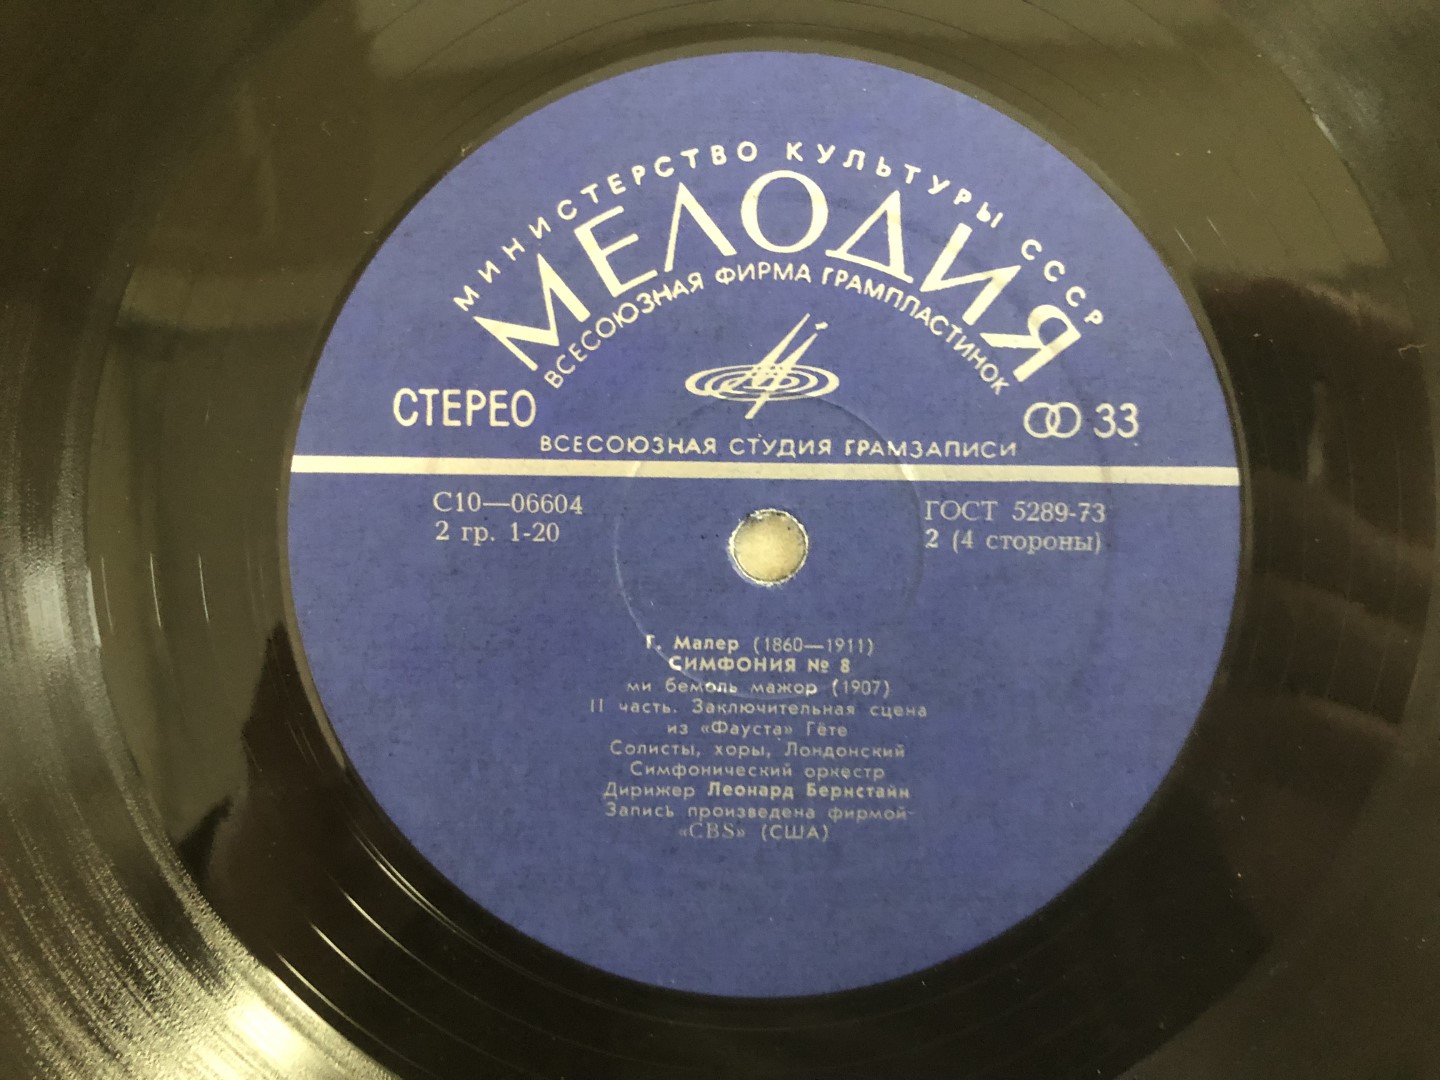 МИНИСТЕРСТВО КУЛЬТУРЫ СССР
МЕЛОДИЯ
ВСЕСОЮЗНАЯ ФИРМА ГРАМПЛАСТИНОК
СТЕРЕО
33
ВСЕСОЮЗНАЯ СТУДИЯ ГРАМЗАПИСИ
С10—06604
2 гр. 1-20
ГОСТ 5289-73
2 (4 стороны)
Г. Малер (1860—1911)
СИМФОНИЯ № 8
ми бемоль мажор (1907)
II часть. Заключительная сцена
из «Фауста» Гёте
Солисты, хоры, Лондонский
Симфонический оркестр
Дирижер Леонард Бернстайн
Запись произведена фирмой
«CBS» (США)